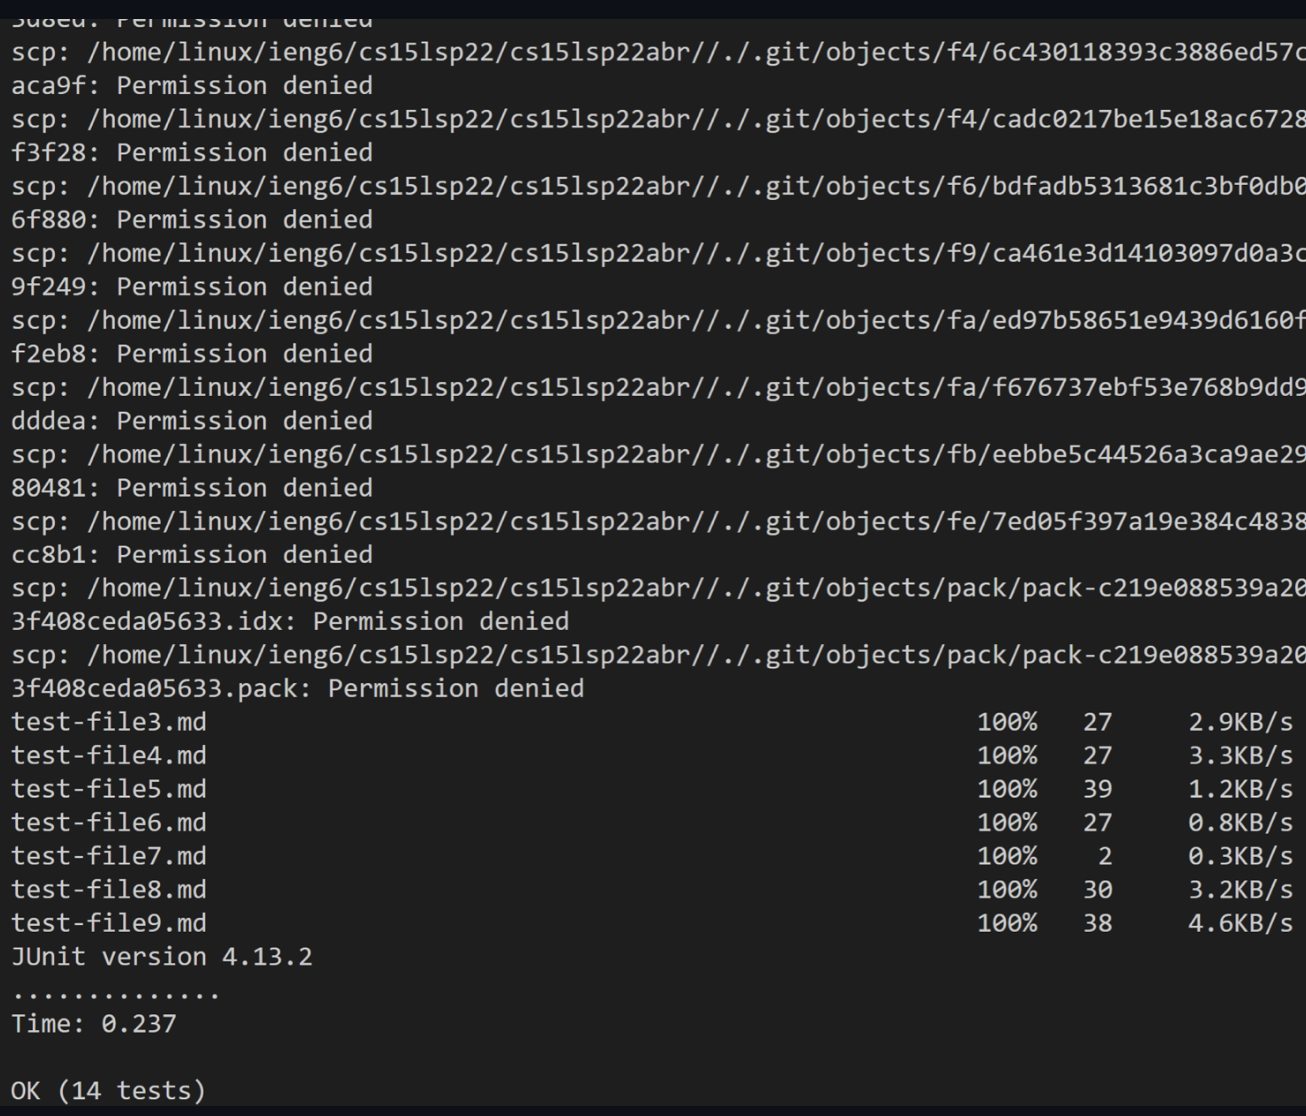 5d8ed: Permission denied
scp: /home/linux/ieng6/cs15lsp22/cs15lsp22abr//./.git/objects/f4/6c430118393c3886ed57c
aca9f: Permission denied
scp: /home/linux/ieng6/cs15lsp22/cs15lsp22abr//./.git/objects/f4/cadc0217be15e18ac6728
f3f28: Permission denied
scp: /home/linux/ieng6/cs15lsp22/cs15lsp22abr//./.git/objects/f6/bdfadb5313681c3bf0db0
6f880: Permission denied
scp: /home/linux/ieng6/cs15lsp22/cs15lsp22abr//./.git/objects/f9/ca461e3d14103097d0a3c
9f249: Permission denied
scp: /home/linux/ieng6/cs15lsp22/cs15lsp22abr//./.git/objects/fa/ed97b58651e9439d6160f
f2eb8: Permission denied
scp: /home/linux/ieng6/cs15lsp22/cs15lsp22abr//./.git/objects/fa/f676737ebf53e768b9dd9
dddea: Permission denied
scp: /home/linux/ieng6/cs15lsp22/cs15lsp22abr//./.git/objects/fb/eebbe5c44526a3ca9ae29
80481: Permission denied
scp: /home/linux/ieng6/cs15lsp22/cs15lsp22abr//./.git/objects/fe/7ed05f397a19e384c4838
cc8b1: Permission denied
scp: /home/linux/ieng6/cs15lsp22/cs15lsp22abr//./.git/objects/pack/pack-c219e088539a20
3f408ceda05633.idx: Permission denied
scp: /home/linux/ieng6/cs15lsp22/cs15lsp22abr//./.git/objects/pack/pack-c219e088539a20
3f408ceda05633.pack: Permission denied
test-file3.md 100% 27 2.9KB/s
test-file4.md 100% 27 3.3KB/s
test-file5.md 100% 39 1.2KB/s
test-file6.md 100% 27 0.8KB/s
test-file7.md 100% 2 0.3KB/s
test-file8.md 100% 30 3.2KB/s
test-file9.md 100% 38 4.6KB/s
JUnit version 4.13.2
..............
Time: 0.237
OK (14 tests)